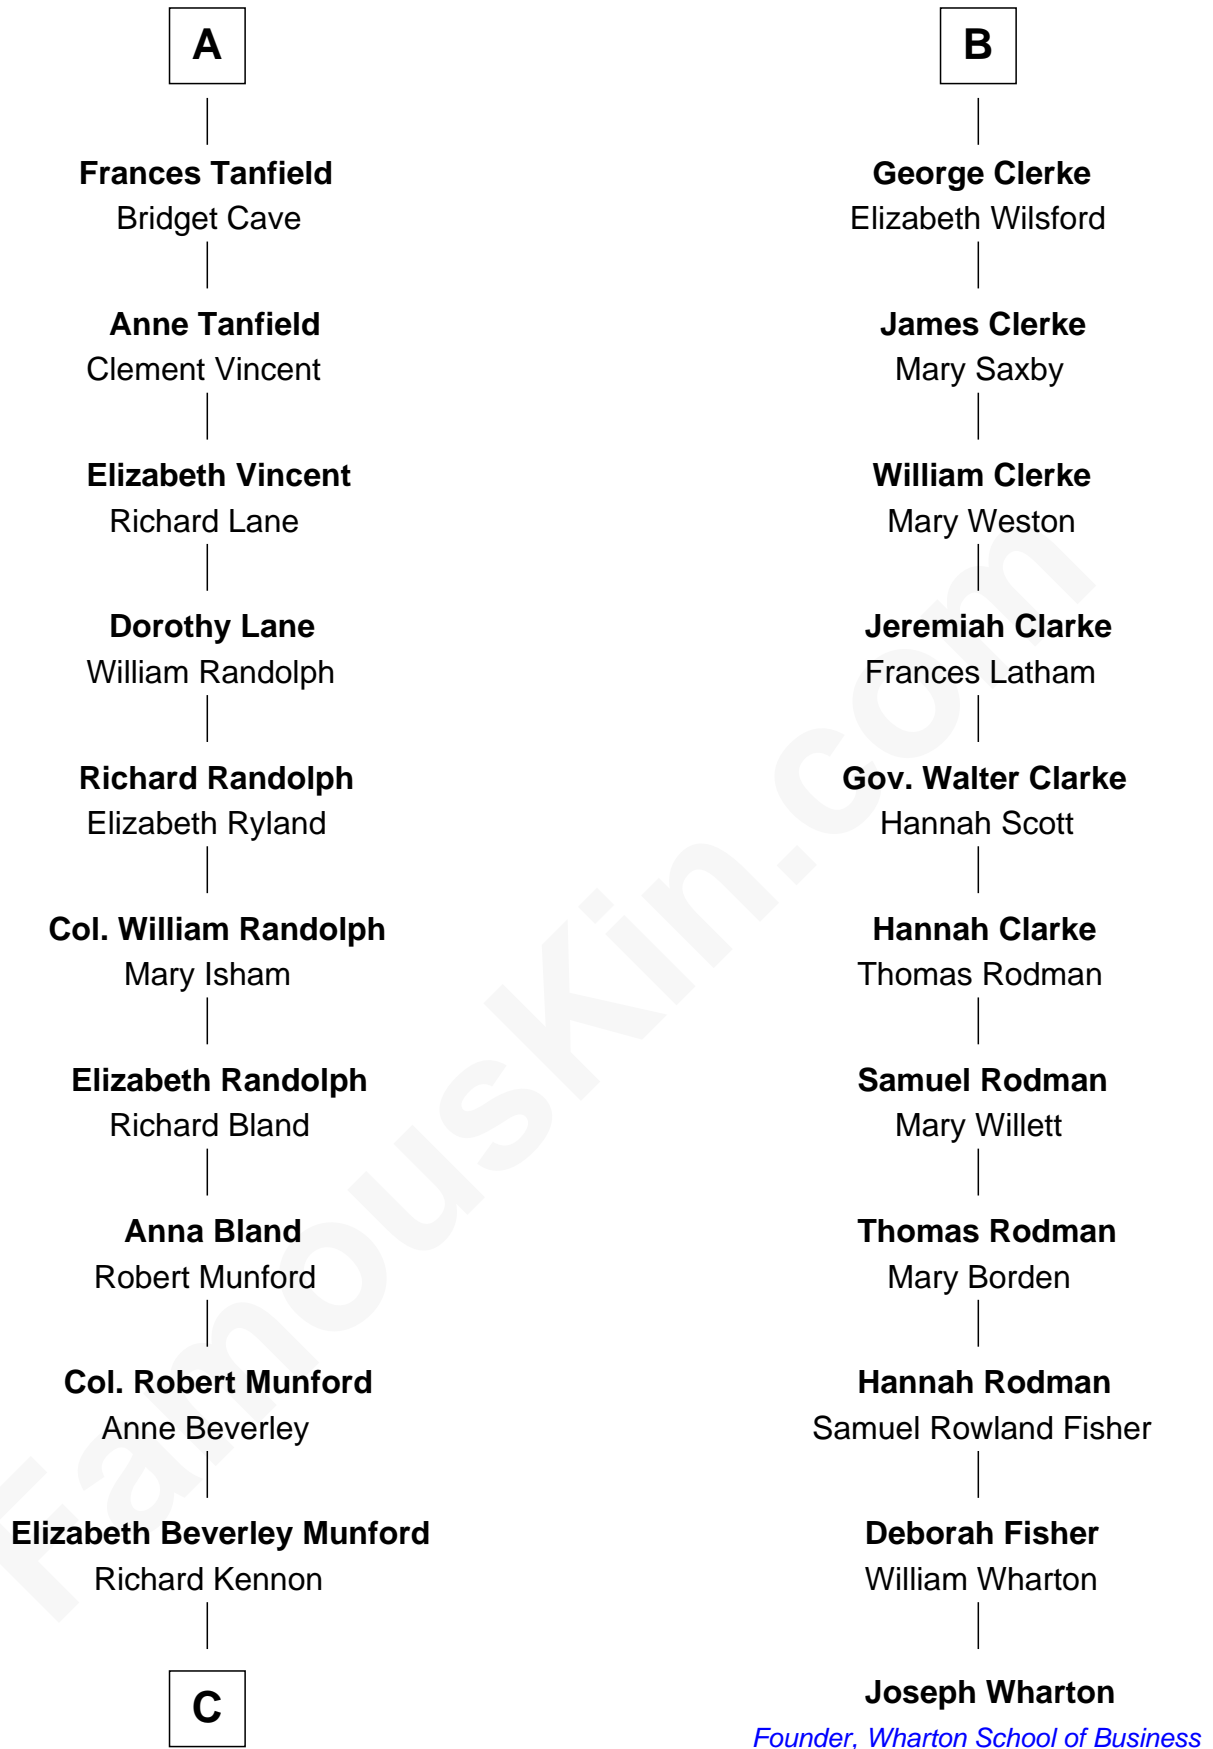 A
Frances Tanfield
Bridget Cave
Anne Tanfield
Clement Vincent
Elizabeth Vincent
Richard Lane
Dorothy Lane
William Randolph
Richard Randolph
Elizabeth Ryland
Col. William Randolph
Mary Isham
Elizabeth Randolph
Richard Bland
Anna Bland
Robert Munford
Col. Robert Munford
Anne Beverley
Elizabeth Beverley Munford
Richard Kennon
C
B
George Clerke
Elizabeth Wilsford
James Clerke
Mary Saxby
William Clerke
Mary Weston
Jeremiah Clarke
Frances Latham
Gov. Walter Clarke
Hannah Scott
Hannah Clarke
Thomas Rodman
Samuel Rodman
Mary Willett
Thomas Rodman
Mary Borden
Hannah Rodman
Samuel Rowland Fisher
Deborah Fisher
William Wharton
Joseph Wharton
Founder, Wharton School of Business
FamousKin.com